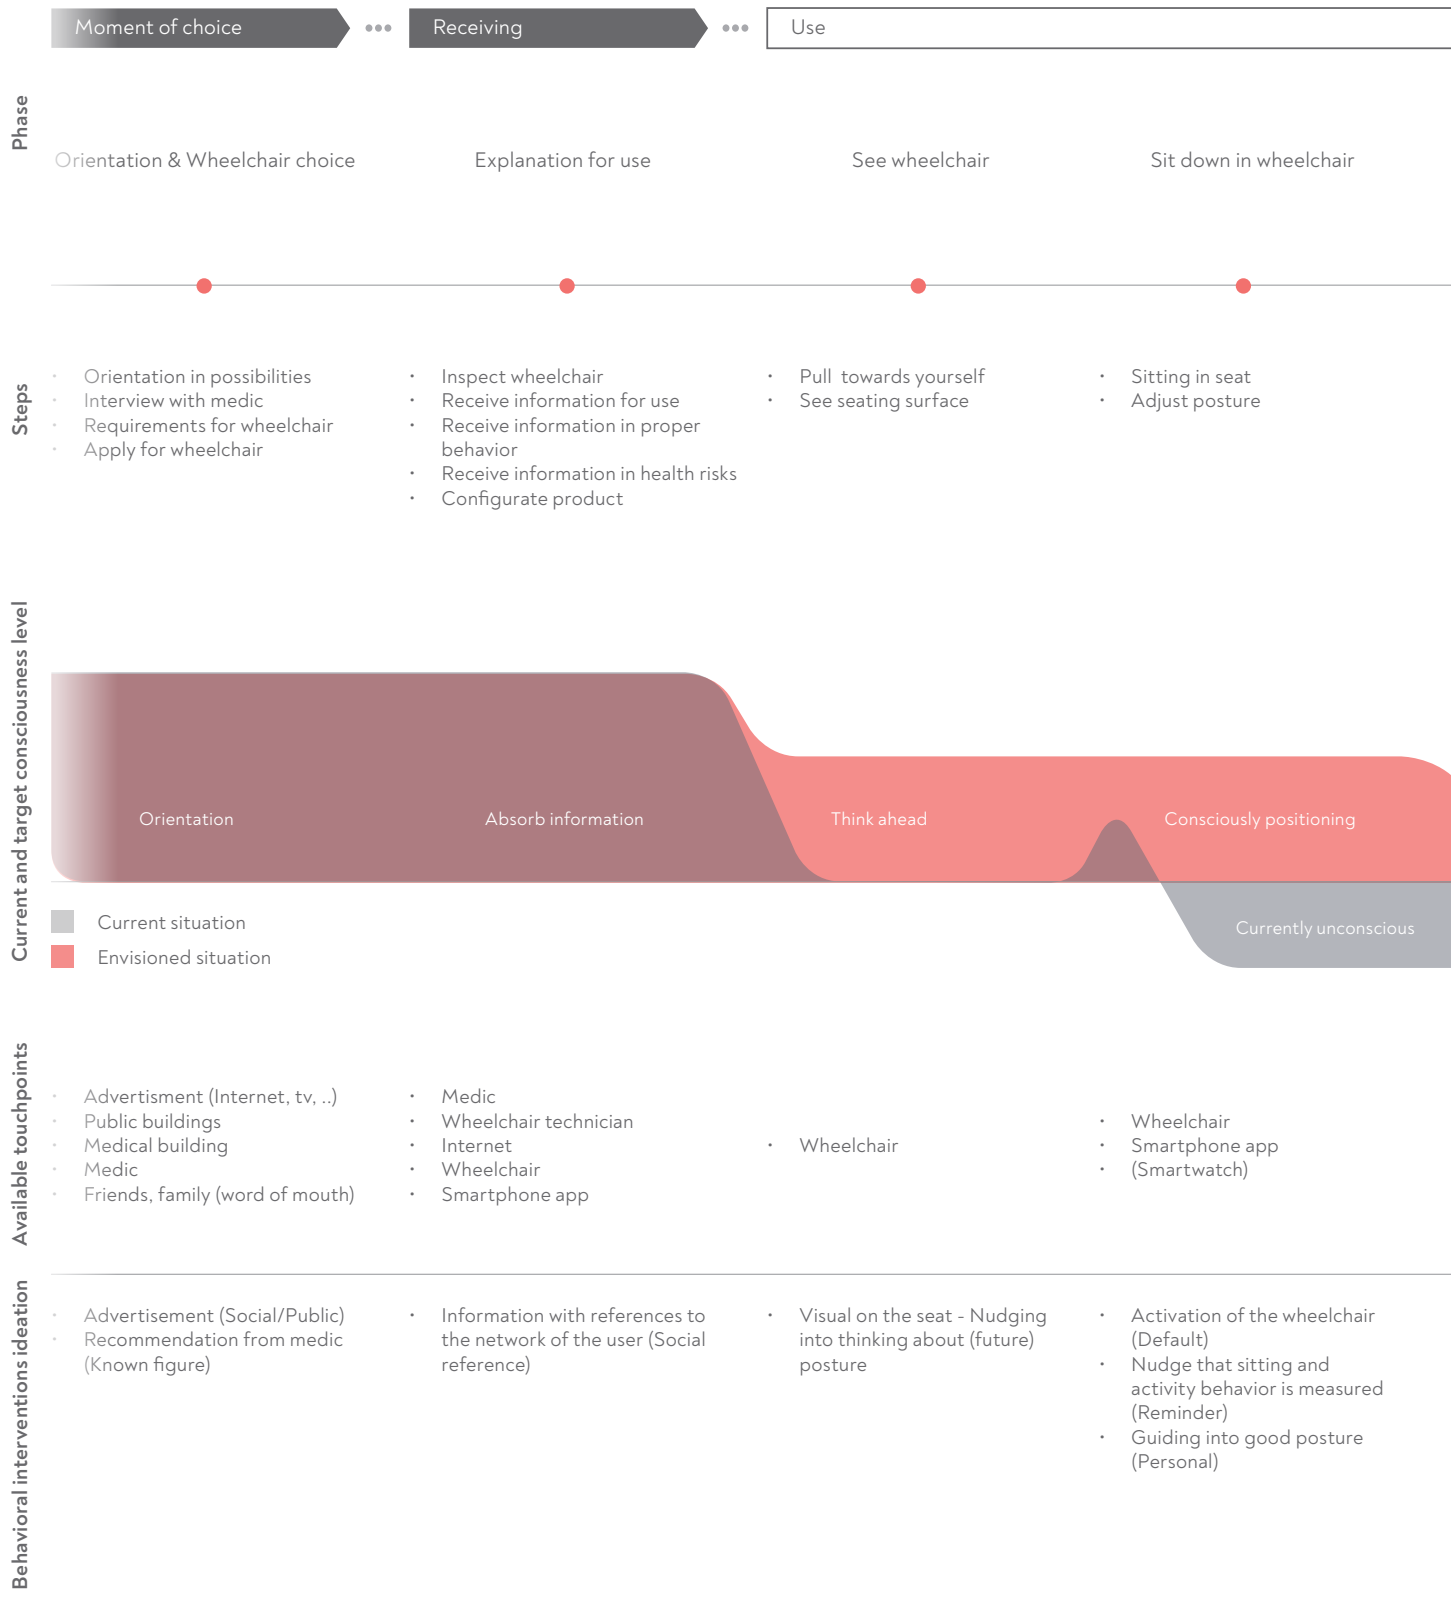 Moment of choice
Receiving
Use
Phase
Orientation & Wheelchair choice
Explanation for use
See wheelchair
Sit down in wheelchair
Steps
• Orientation in possibilities
• Interview with medic
• Requirements for wheelchair
• Apply for wheelchair
• Inspect wheelchair
• Receive information for use
• Receive information in proper
behavior
• Receive information in health risks
• Configurate product
• Pull towards yourself
• See seating surface
• Sitting in seat
• Adjust posture
Current and target consciousness level
Orientation
Absorb information
Think ahead
Consciously positioning
Currently unconscious
Current situation
Envisioned situation
Available touchpoints
• Advertisment (Internet, tv, ..)
• Public buildings
• Medical building
• Medic
• Friends, family (word of mouth)
• Medic
• Wheelchair technician
• Internet
• Wheelchair
• Smartphone app
• Wheelchair
• Wheelchair
• Smartphone app
• (Smartwatch)
Behavioral interventions ideation
• Advertisement (Social/Public)
• Recommendation from medic
(Known figure)
• Information with references to
the network of the user (Social
reference)
• Visual on the seat - Nudging
into thinking about (future)
posture
• Activation of the wheelchair
(Default)
• Nudge that sitting and
activity behavior is measured
(Reminder)
• Guiding into good posture
(Personal)